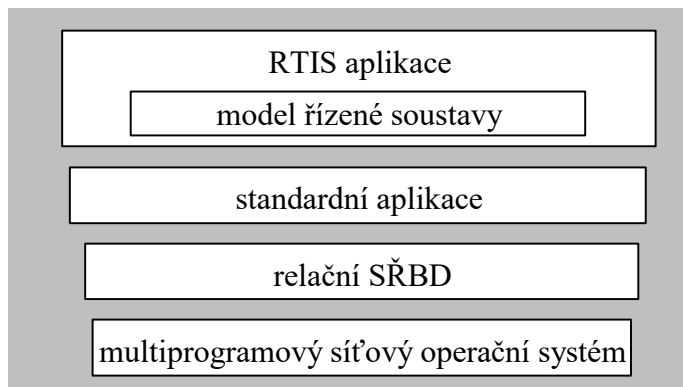 RTIS aplikace
model řízené soustavy
standardní aplikace
relační SŘBD
multiprogramový síťový operační systém